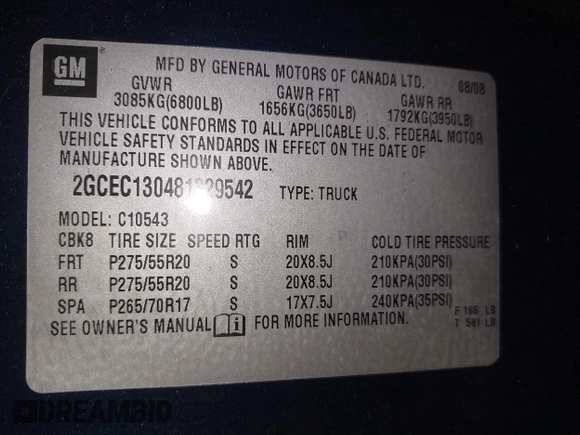 GM
MFD BY GENERAL MOTORS OF CANADA LTD. 08/08
GVWR GAWR FRT GAWR RR
3085KG(6800LB) 1656KG(3650LB) 1792KG(3950LB)
THIS VEHICLE CONFORMS TO ALL APPLICABLE U.S. FEDERAL MOTOR
VEHICLE SAFETY STANDARDS IN EFFECT ON THE DATE OF
MANUFACTURE SHOWN ABOVE.
TYPE: TRUCK
MODEL: C10543
CBK8 TIRE SIZE SPEED RTG RIM COLD TIRE PRESSURE
FRT P275/55R20 S 20X8.5J 210KPA(30PSI)
RR P275/55R20 S 20X8.5J 210KPA(30PSI)
SPA P265/70R17 S 17X7.5J 240KPA(35PSI)
F 166 LB
SEE OWNER'S MANUAL FOR MORE INFORMATION. T 581 LB
DREAMBID